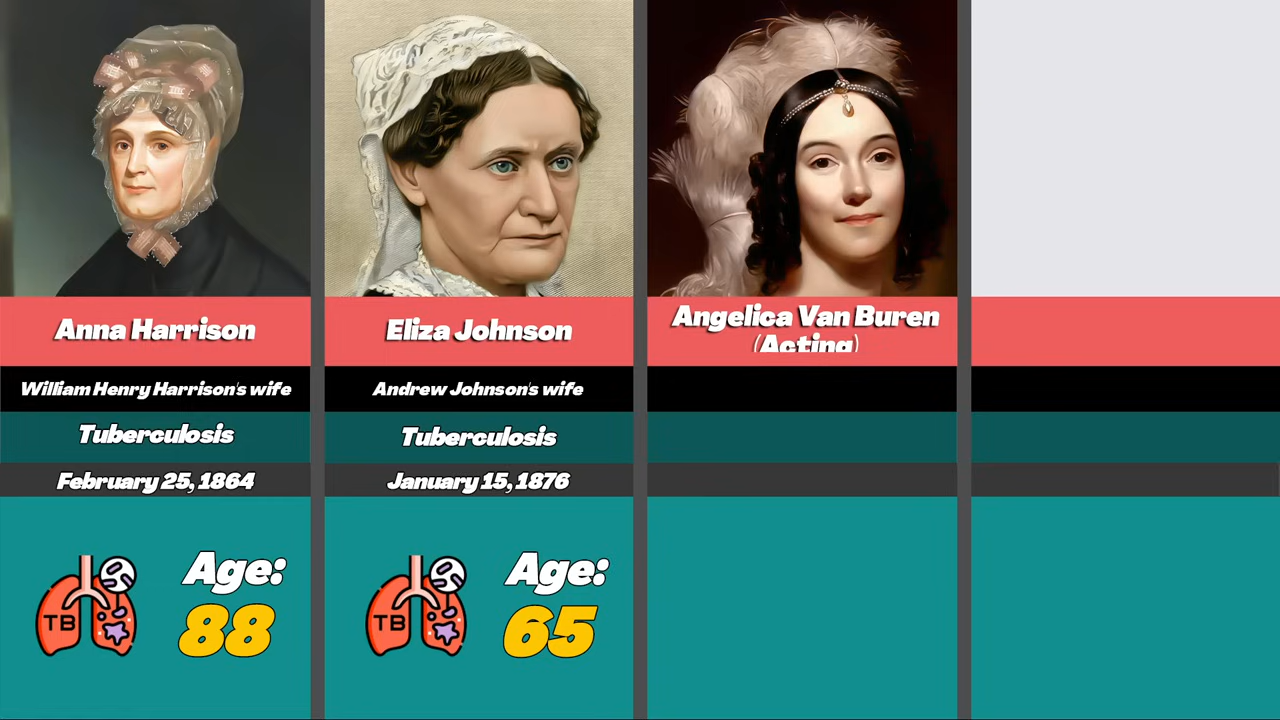 Anna Harrison
William Henry Harrison's wife
Tuberculosis
February 25, 1864
TB
Age:
88
Eliza Johnson
Andrew Johnson's wife
Tuberculosis
January 15, 1876
TB
Age:
65
Angelica Van Buren
(Acting)